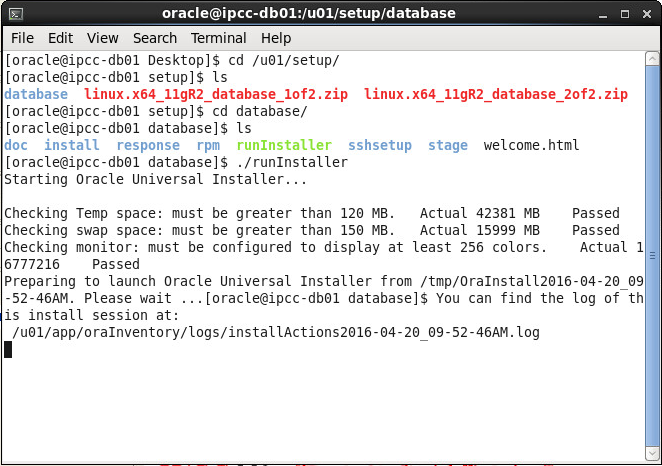 oracle@ipcc-db01:/u01/setup/database
File Edit View Search Terminal Help
[oracle@ipcc-db01 Desktop]$ cd /u01/setup/
[oracle@ipcc-db01 setup]$ ls
database  linux.x64_11gR2_database_1of2.zip  linux.x64_11gR2_database_2of2.zip
[oracle@ipcc-db01 setup]$ cd database/
[oracle@ipcc-db01 database]$ ls
doc  install  response  rpm  runInstaller  sshsetup  stage  welcome.html
[oracle@ipcc-db01 database]$ ./runInstaller
Starting Oracle Universal Installer...
Checking Temp space: must be greater than 120 MB.   Actual 42381 MB    Passed
Checking swap space: must be greater than 150 MB.   Actual 15999 MB    Passed
Checking monitor: must be configured to display at least 256 colors.    Actual 1
6777216    Passed
Preparing to launch Oracle Universal Installer from /tmp/OraInstall2016-04-20_09
-52-46AM. Please wait ...[oracle@ipcc-db01 database]$ You can find the log of th
is install session at:
 /u01/app/oraInventory/logs/installActions2016-04-20_09-52-46AM.log